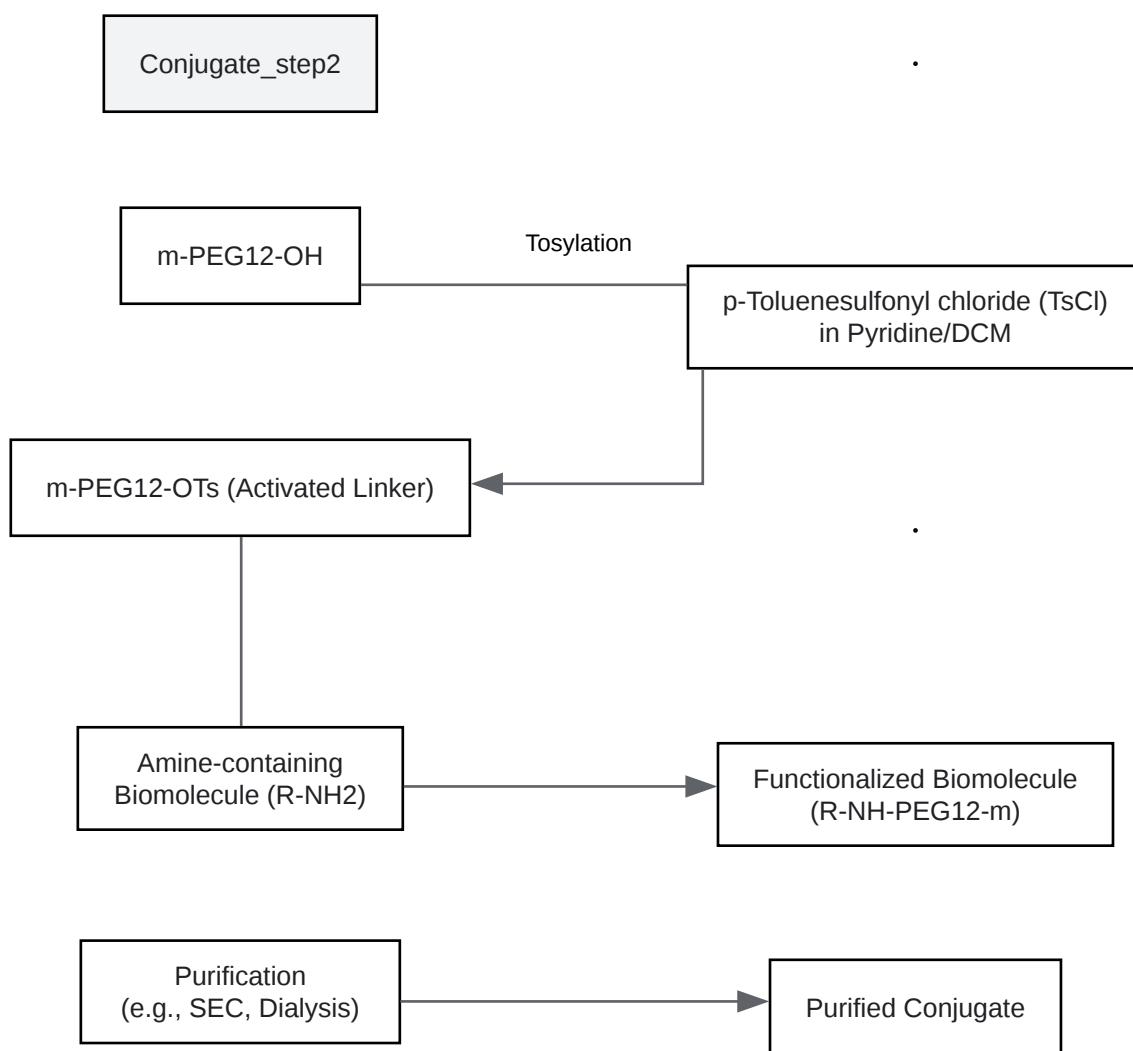 Conjugate_step2
m-PEG12-OH
Tosylation
p-Toluenesulfonyl chloride (TsCl)
in Pyridine/DCM
m-PEG12-OTs (Activated Linker)
Amine-containing
Biomolecule (R-NH2)
Functionalized Biomolecule
(R-NH-PEG12-m)
Purification
(e.g., SEC, Dialysis)
Purified Conjugate